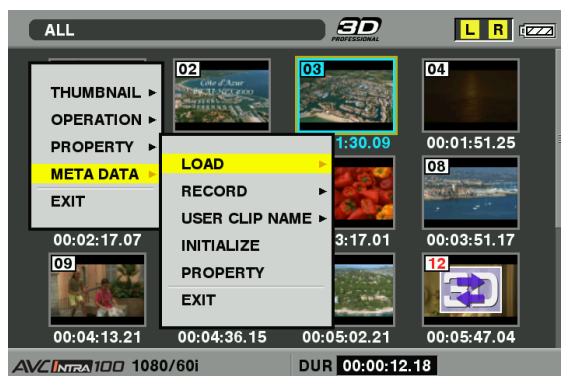 ALL
3D
PROFESSIONAL
L R
02
03
04
Côte d'Azur
1:30.09
00:01:51.25
THUMBNAIL
OPERATION
PROPERTY
META DATA
EXIT
LOAD
RECORD
USER CLIP NAME
INITIALIZE
PROPERTY
EXIT
08
00:02:17.07
3:17.01
00:03:51.17
09
12
3D
00:04:13.21
00:04:36.15
00:05:02.21
00:05:47.04
AVC INTRA 100 1080/60i
DUR 00:00:12.18